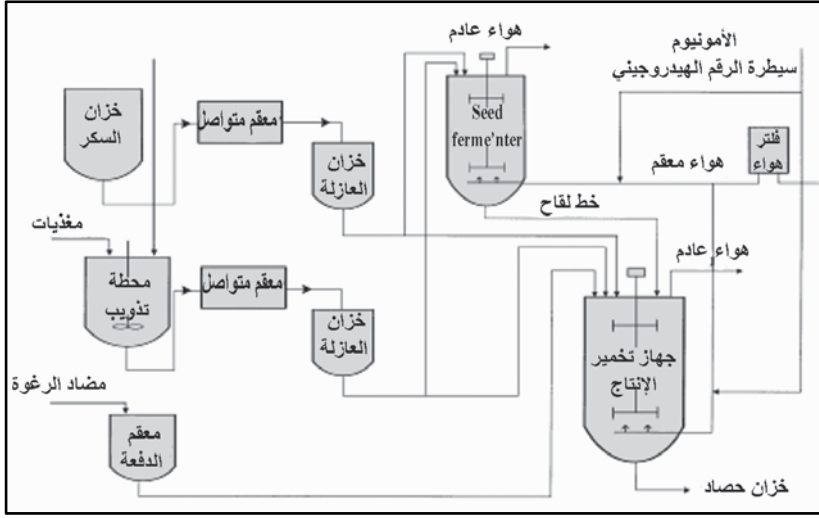 هواء عادم
الأمونيوم
سيطرة الرقم الهيدروجيني
خزان
السكر
معقم متواصل
Seed
ferme'nter
فلتر
هواء
خزان
العازلة
هواء معقم
خط لقاح
مغذيات
هواء عادم
محطة
تذويب
معقم متواصل
خزان
العازلة
جهاز تخمير
الإنتاج
مضاد الرغوة
معقم
الدفعة
خزان حصاد